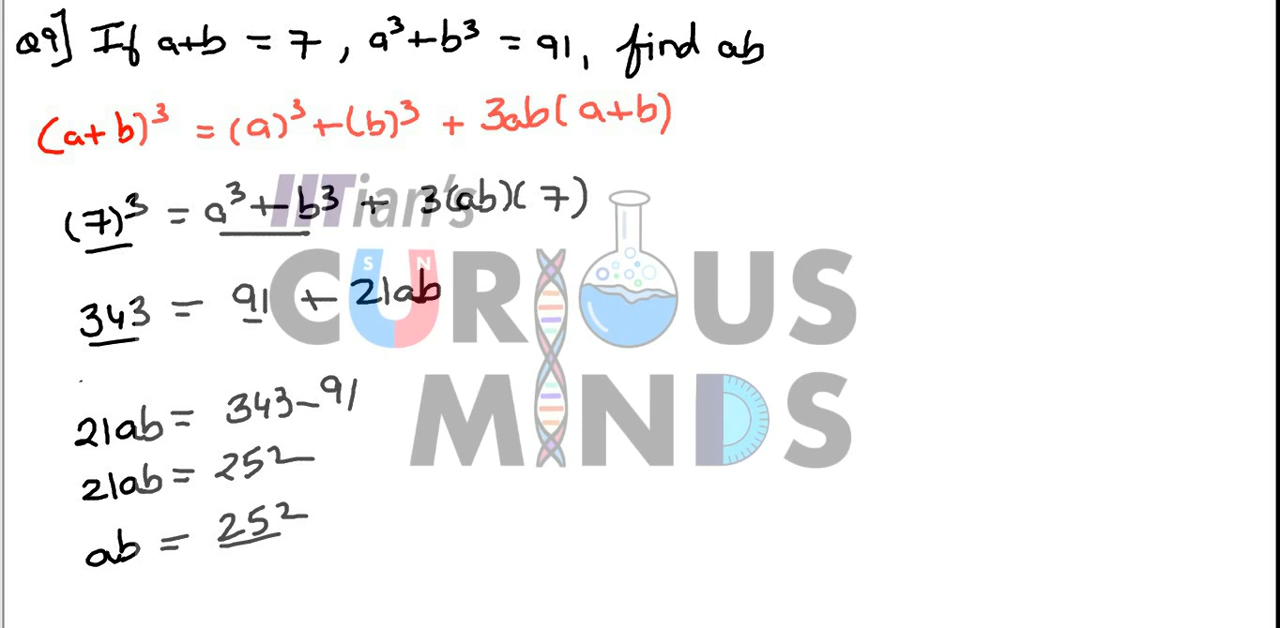 Q9] If a+b = 7, a³+b³ = 91, find ab
(a+b)³ = (a)³+(b)³ + 3ab(a+b)
(7)³ = a³+b³ + 3(ab)(7)
IITian's
CURIOUS
S N
343 = 91 + 21ab
MINDS
21ab = 343-91
21ab = 252
ab = 252